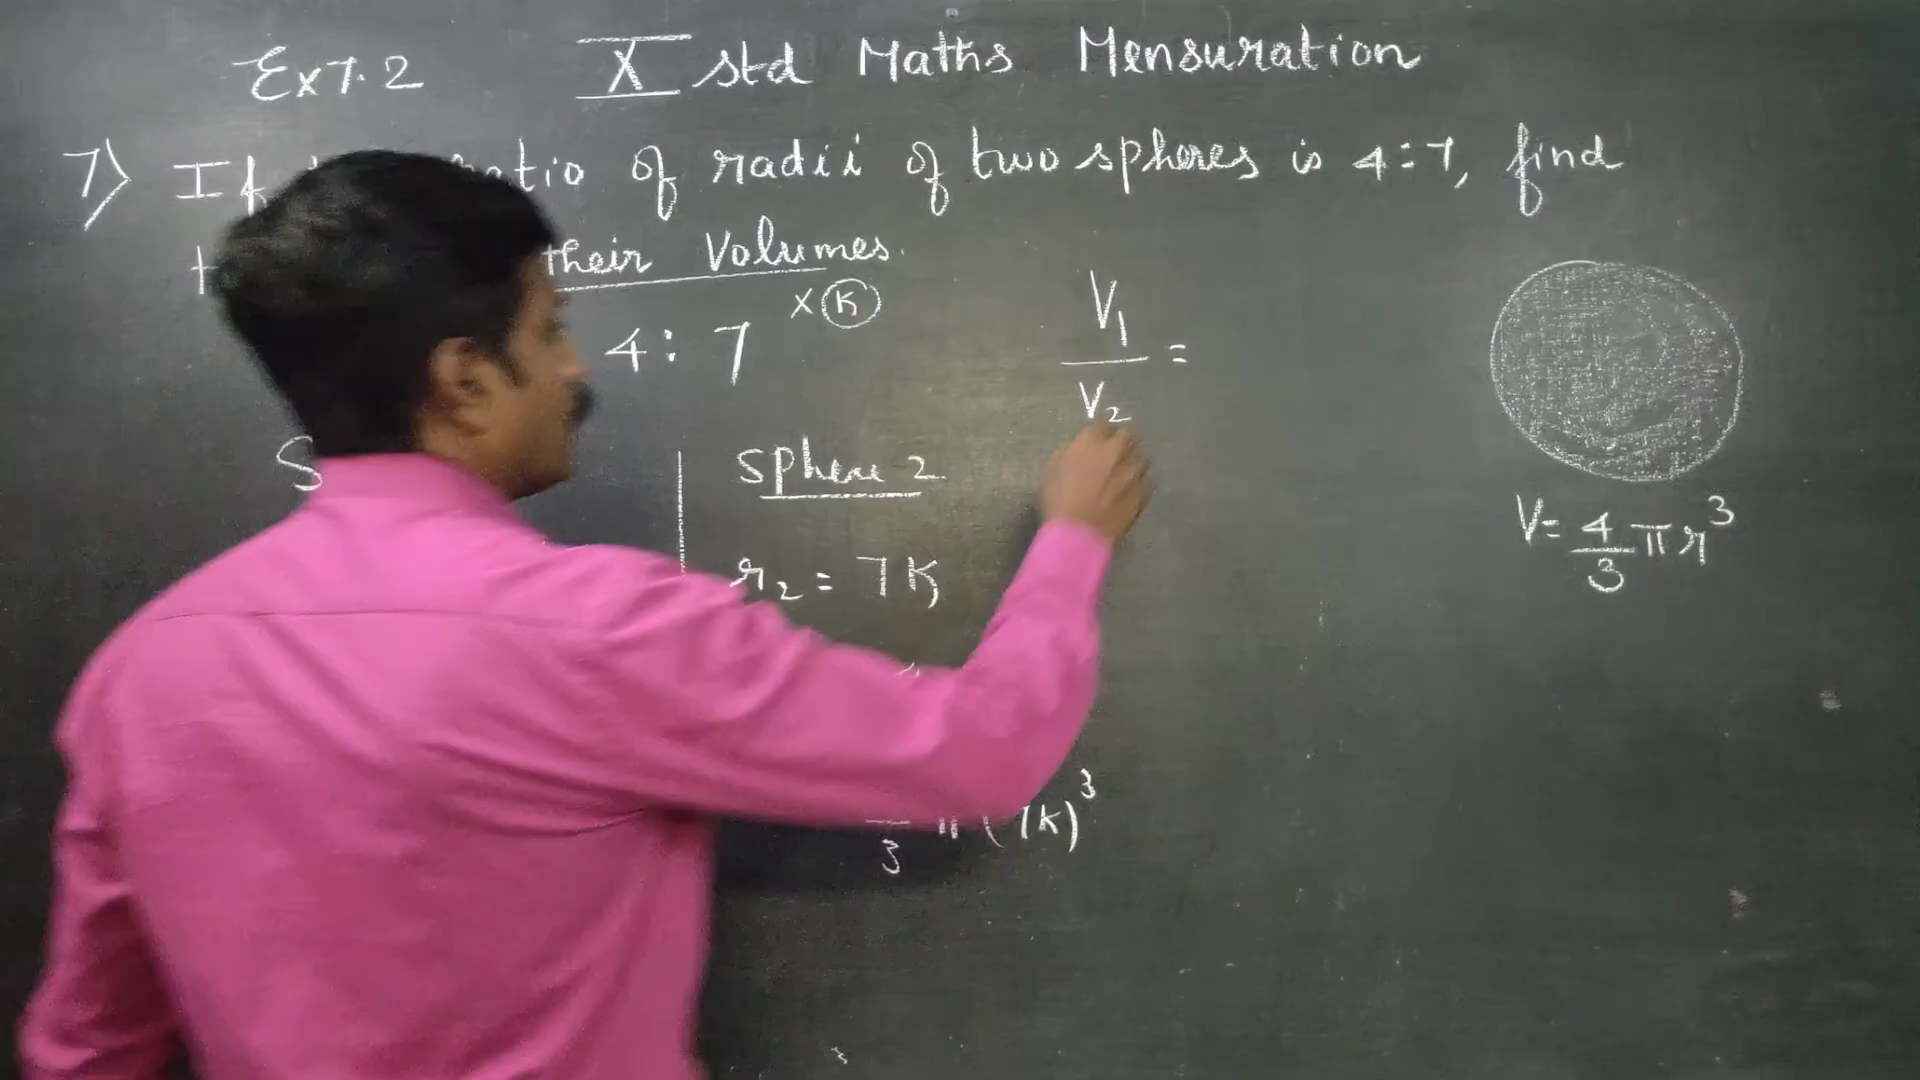 Ex 7.2 X std Maths Mensuration
7) If ratio of radii of two spheres is 4:7, find
their Volumes.
4 : 7 × K
V1/V2 =
Sphere 2
r2 = 7K
V = 4/3 π r³
3 π (7K)³